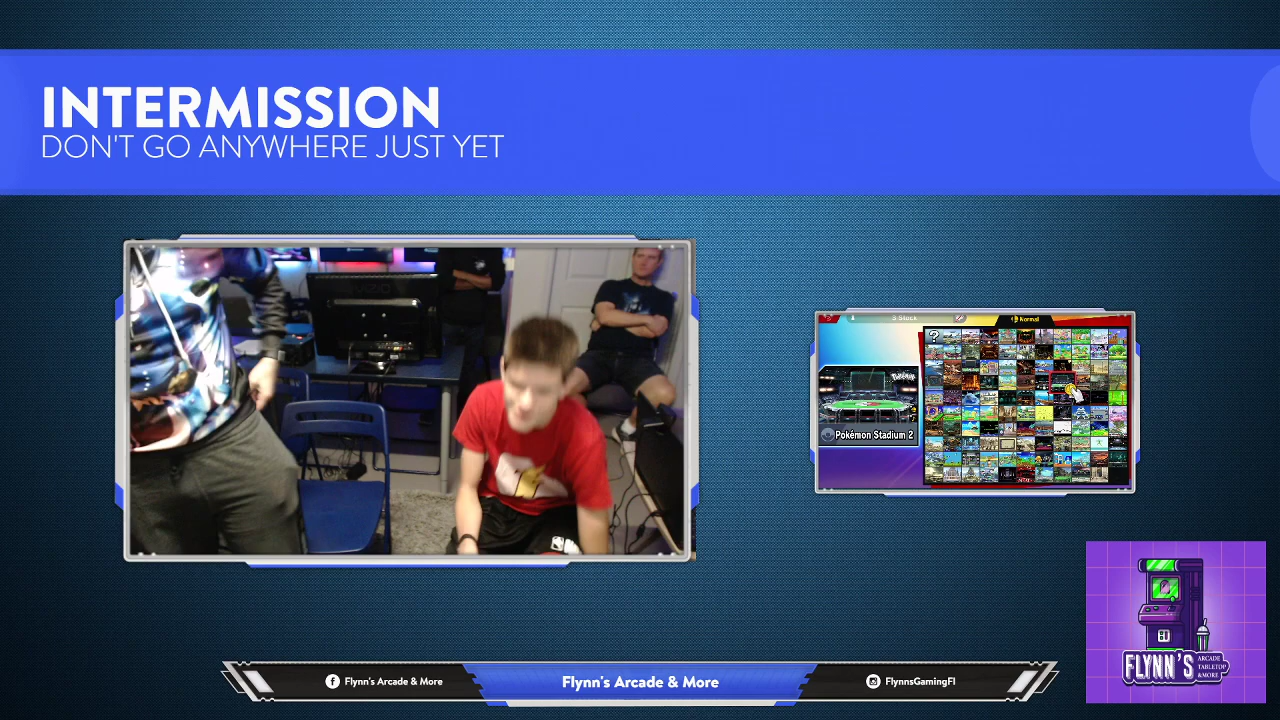 INTERMISSION
DON'T GO ANYWHERE JUST YET
3 Stock
Normal
Pokémon
Pokémon Stadium 2
Flynn's Arcade & More
Flynn's Arcade & More
FlynnsGamingFl
FLYNN'S
ARCADE
TABLETOP
&MORE